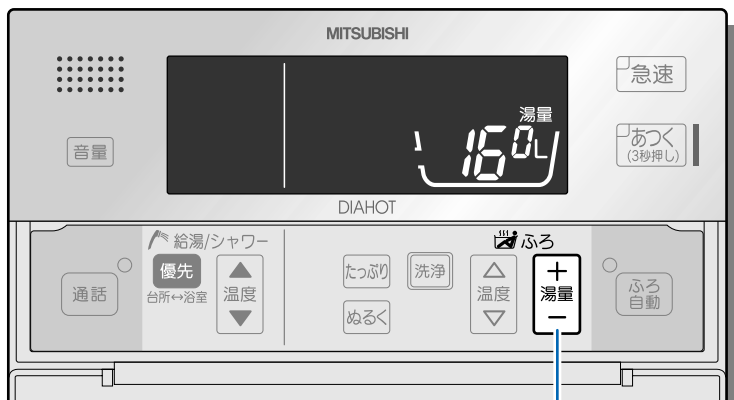 MITSUBISHI
急速
湯量
160L
音量
あつく
(3秒押し)
DIAHOT
給湯/シャワー
ふろ
通話
優先
台所↔浴室
温度
たっぷり
洗浄
ぬるく
温度
+
湯量
−
ふろ
自動